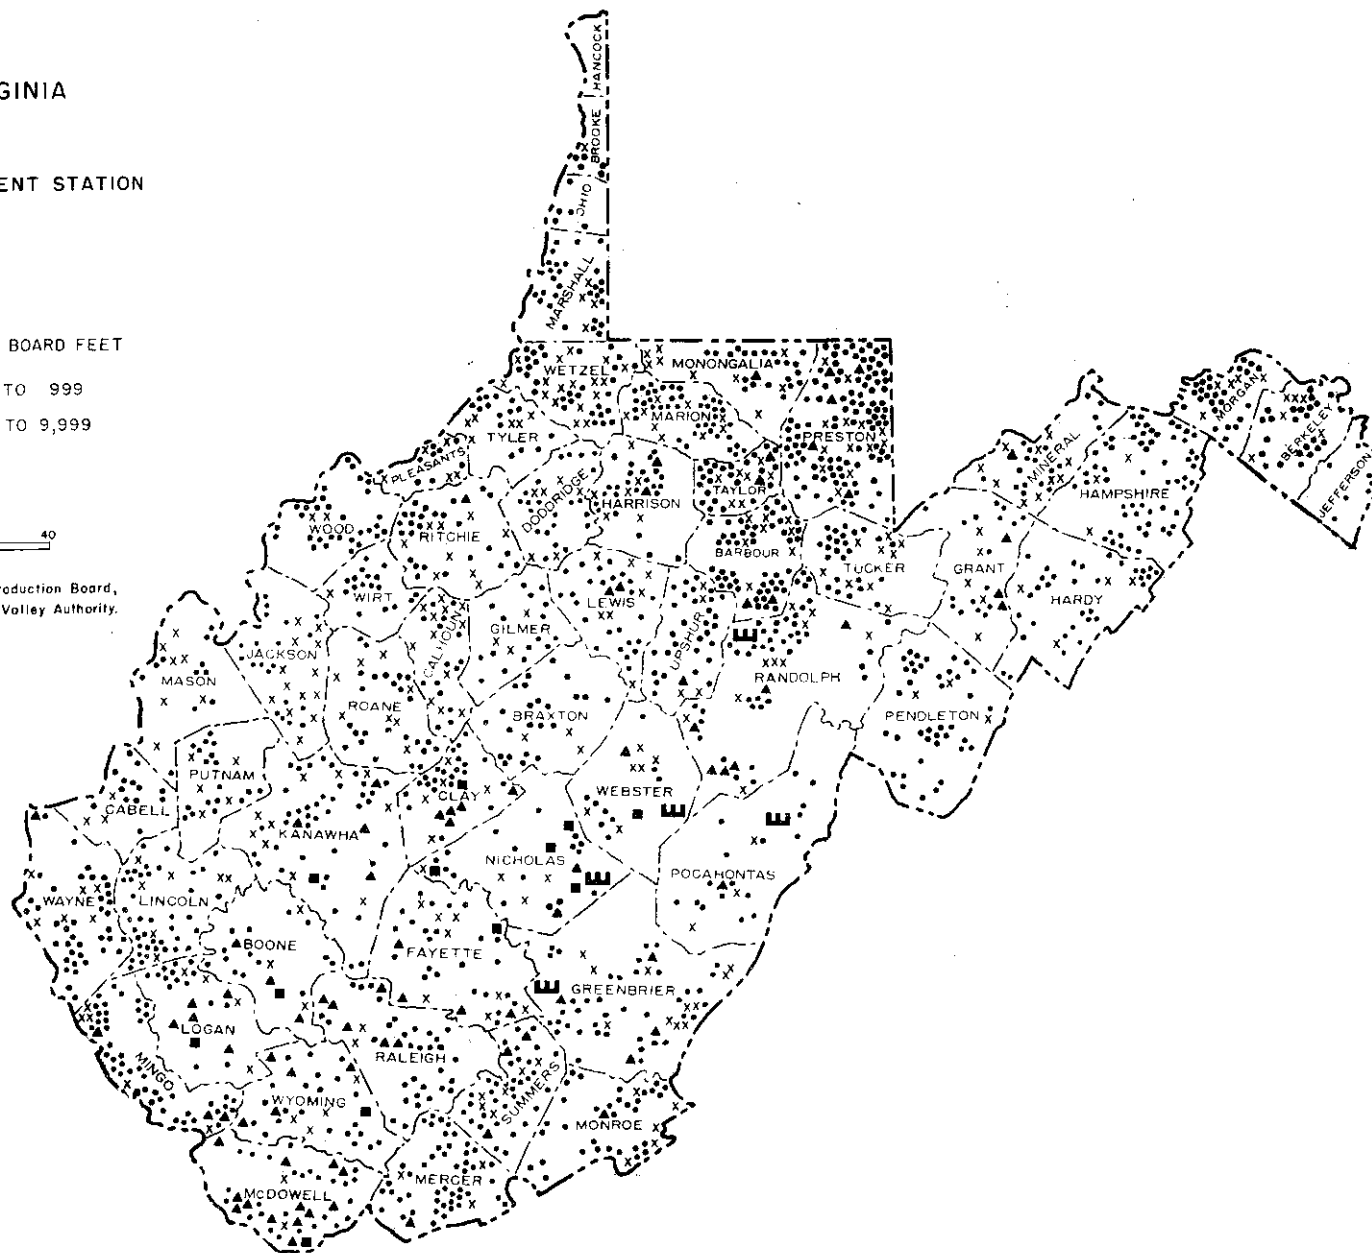 GINIA
ENT STATION
BOARD FEET
TO 999
TO 9,999
40
oduction Board,
Valley Authority.
HANCOCK
BROOKE
OHIO
MARSHALL
WETZEL
MONONGALIA
MARION
PRESTON
TYLER
PLEASANTS
DODDRIDGE
HARRISON
TAYLOR
MINERAL
HAMPSHIRE
MORGAN
BERKELEY
JEFFERSON
WOOD
RITCHIE
BARBOUR
TUCKER
GRANT
HARDY
WIRT
CALHOUN
GILMER
LEWIS
UPSHUR
RANDOLPH
PENDLETON
JACKSON
MASON
ROANE
BRAXTON
PUTNAM
CABELL
KANAWHA
CLAY
WEBSTER
NICHOLAS
POCAHONTAS
WAYNE
LINCOLN
BOONE
FAYETTE
GREENBRIER
LOGAN
MINGO
RALEIGH
SUMMERS
WYOMING
MONROE
MERCER
McDOWELL